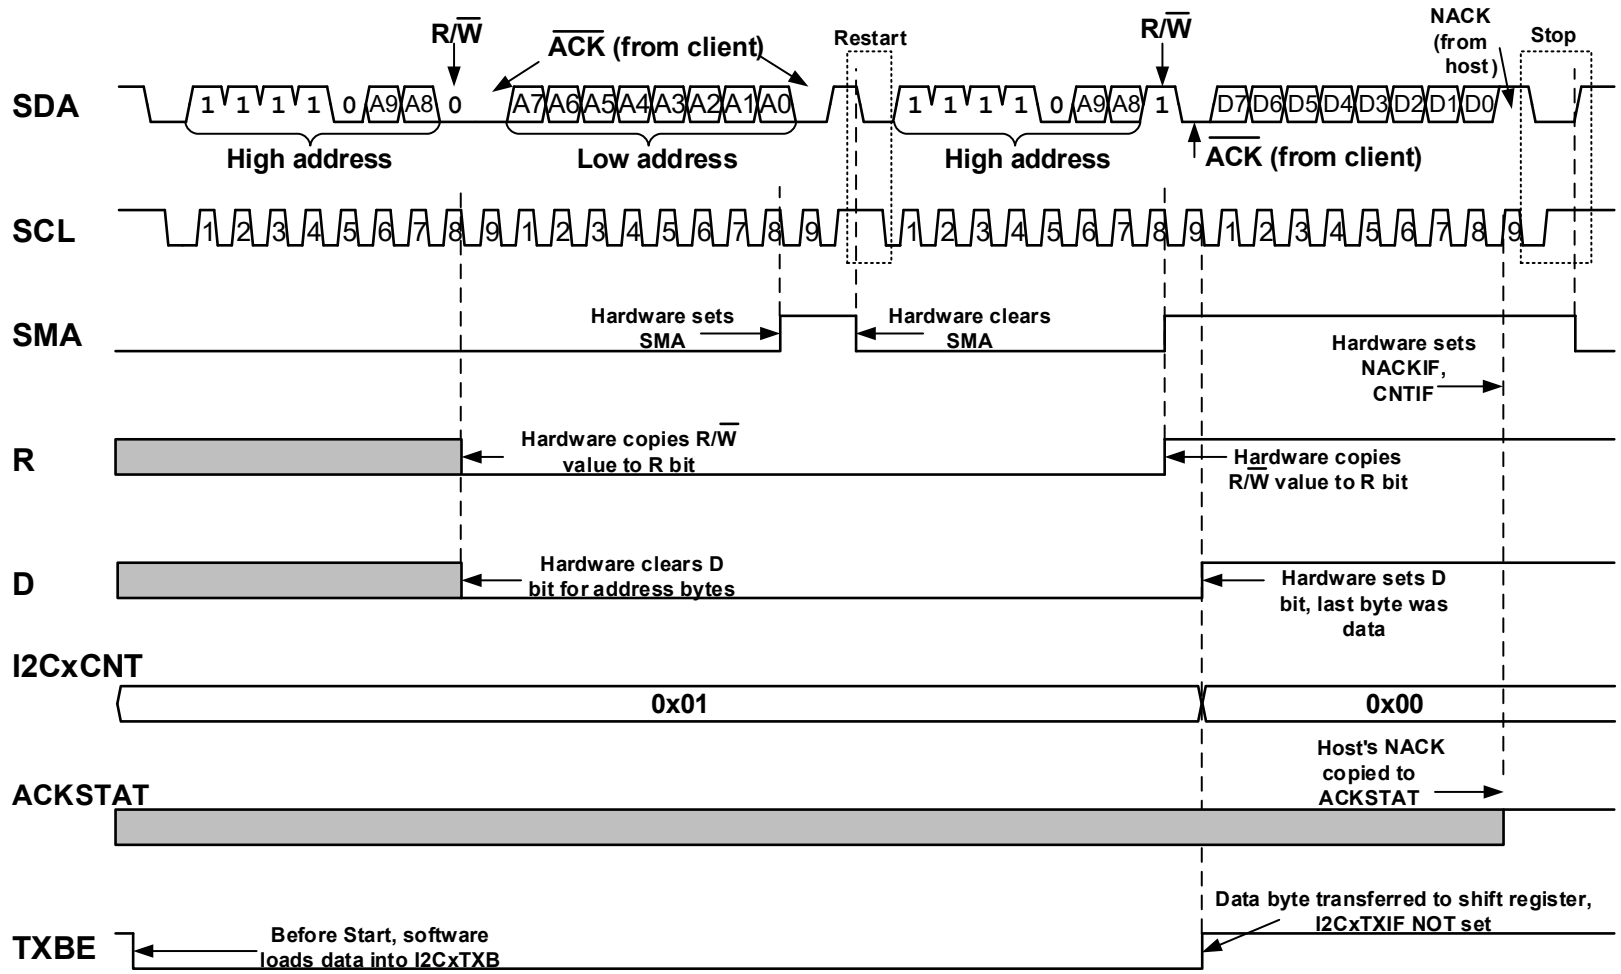 R/W ACK (from client) Restart R/W NACK (from host) Stop
SDA 1 1 1 1 0 A9 A8 0 A7 A6 A5 A4 A3 A2 A1 A0 1 1 1 1 0 A9 A8 1 D7 D6 D5 D4 D3 D2 D1 D0
High address Low address High address ACK (from client)
SCL 1 2 3 4 5 6 7 8 9 1 2 3 4 5 6 7 8 9 1 2 3 4 5 6 7 8 9 1 2 3 4 5 6 7 8 9
SMA
Hardware sets
SMA
Hardware clears
SMA
Hardware sets
NACKIF,
CNTIF
R
Hardware copies R/W
value to R bit
Hardware copies
R/W value to R bit
D
Hardware clears D
bit for address bytes
Hardware sets D
bit, last byte was
data
I2CxCNT
0x01 0x00
ACKSTAT
Host's NACK
copied to
ACKSTAT
TXBE
Before Start, software
loads data into I2CxTXB
Data byte transferred to shift register,
I2CxTXIF NOT set